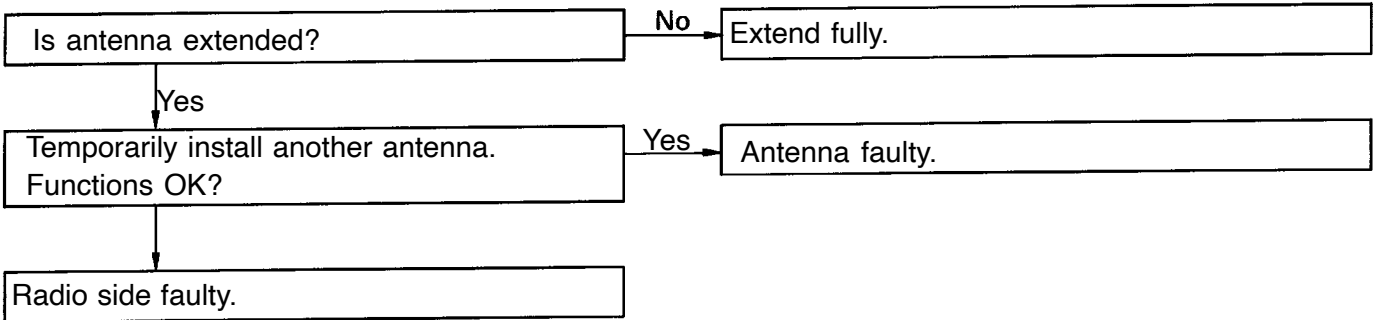 Is antenna extended?
No
Extend fully.
Yes
Temporarily install another antenna.
Functions OK?
Yes
Antenna faulty.
Radio side faulty.